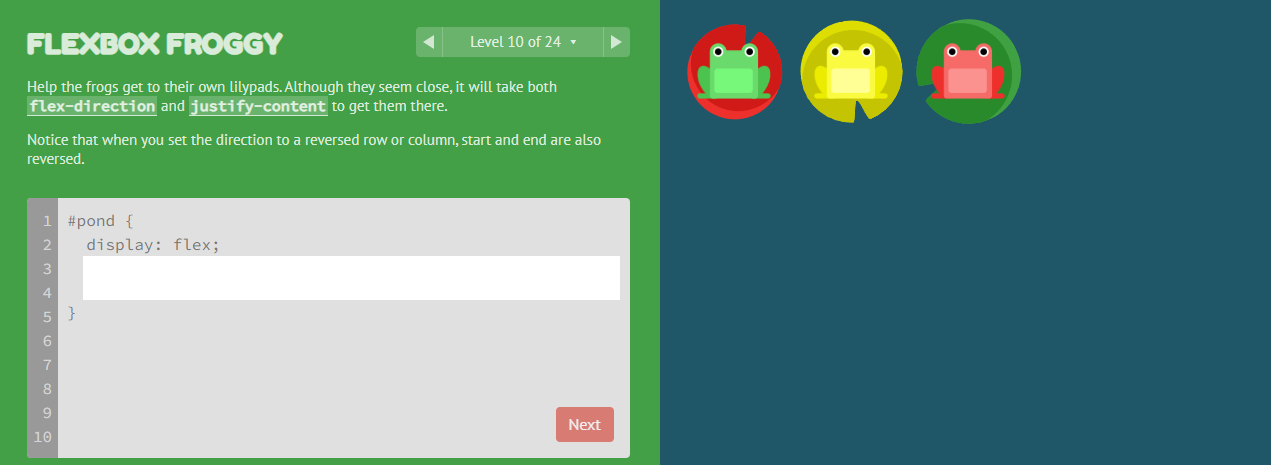 FLEXBOX FROGGY
◀ Level 10 of 24 ▾ ▶
Help the frogs get to their own lilypads. Although they seem close, it will take both
flex-direction and justify-content to get them there.
Notice that when you set the direction to a reversed row or column, start and end are also
reversed.
1 #pond {
2 display: flex;
3
4
5 }
6
7
8
9
10
Next